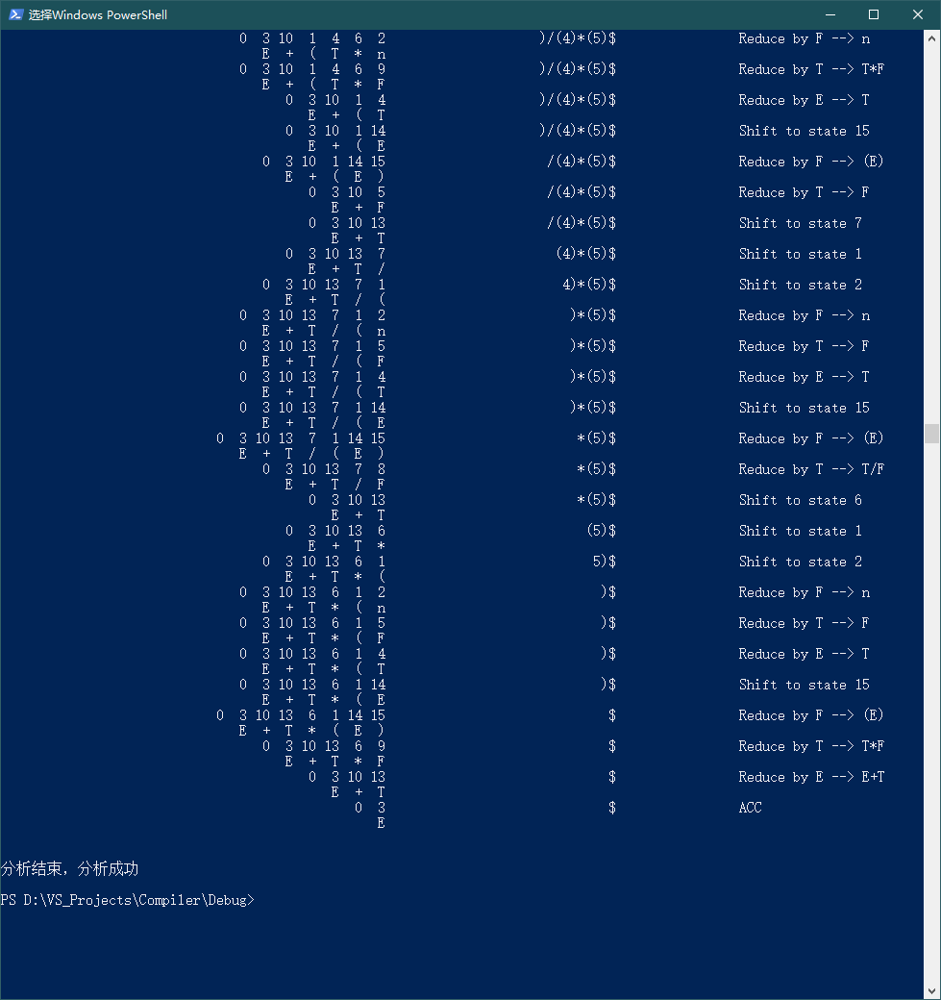 选择Windows PowerShell
0 3 10 1 4 6 2 )/(4)*(5)$ Reduce by F --> n
E + ( T * n
0 3 10 1 4 6 9 )/(4)*(5)$ Reduce by T --> T*F
E + ( T * F
0 3 10 1 4 )/(4)*(5)$ Reduce by E --> T
E + ( T
0 3 10 1 14 )/(4)*(5)$ Shift to state 15
E + ( E
0 3 10 1 14 15 /(4)*(5)$ Reduce by F --> (E)
E + ( E )
0 3 10 5 /(4)*(5)$ Reduce by T --> F
E + F
0 3 10 13 /(4)*(5)$ Shift to state 7
E + T
0 3 10 13 7 (4)*(5)$ Shift to state 1
E + T /
0 3 10 13 7 1 4)*(5)$ Shift to state 2
E + T / (
0 3 10 13 7 1 2 )*(5)$ Reduce by F --> n
E + T / ( n
0 3 10 13 7 1 5 )*(5)$ Reduce by T --> F
E + T / ( F
0 3 10 13 7 1 4 )*(5)$ Reduce by E --> T
E + T / ( T
0 3 10 13 7 1 14 )*(5)$ Shift to state 15
E + T / ( E
0 3 10 13 7 1 14 15 *(5)$ Reduce by F --> (E)
E + T / ( E )
0 3 10 13 7 8 *(5)$ Reduce by T --> T/F
E + T / F
0 3 10 13 *(5)$ Shift to state 6
E + T
0 3 10 13 6 (5)$ Shift to state 1
E + T *
0 3 10 13 6 1 5)$ Shift to state 2
E + T * (
0 3 10 13 6 1 2 )$ Reduce by F --> n
E + T * ( n
0 3 10 13 6 1 5 )$ Reduce by T --> F
E + T * ( F
0 3 10 13 6 1 4 )$ Reduce by E --> T
E + T * ( T
0 3 10 13 6 1 14 )$ Shift to state 15
E + T * ( E
0 3 10 13 6 1 14 15 $ Reduce by F --> (E)
E + T * ( E )
0 3 10 13 6 9 $ Reduce by T --> T*F
E + T * F
0 3 10 13 $ Reduce by E --> E+T
E + T
0 3 $ ACC
E
分析结束，分析成功
PS D:\VS_Projects\Compiler\Debug>